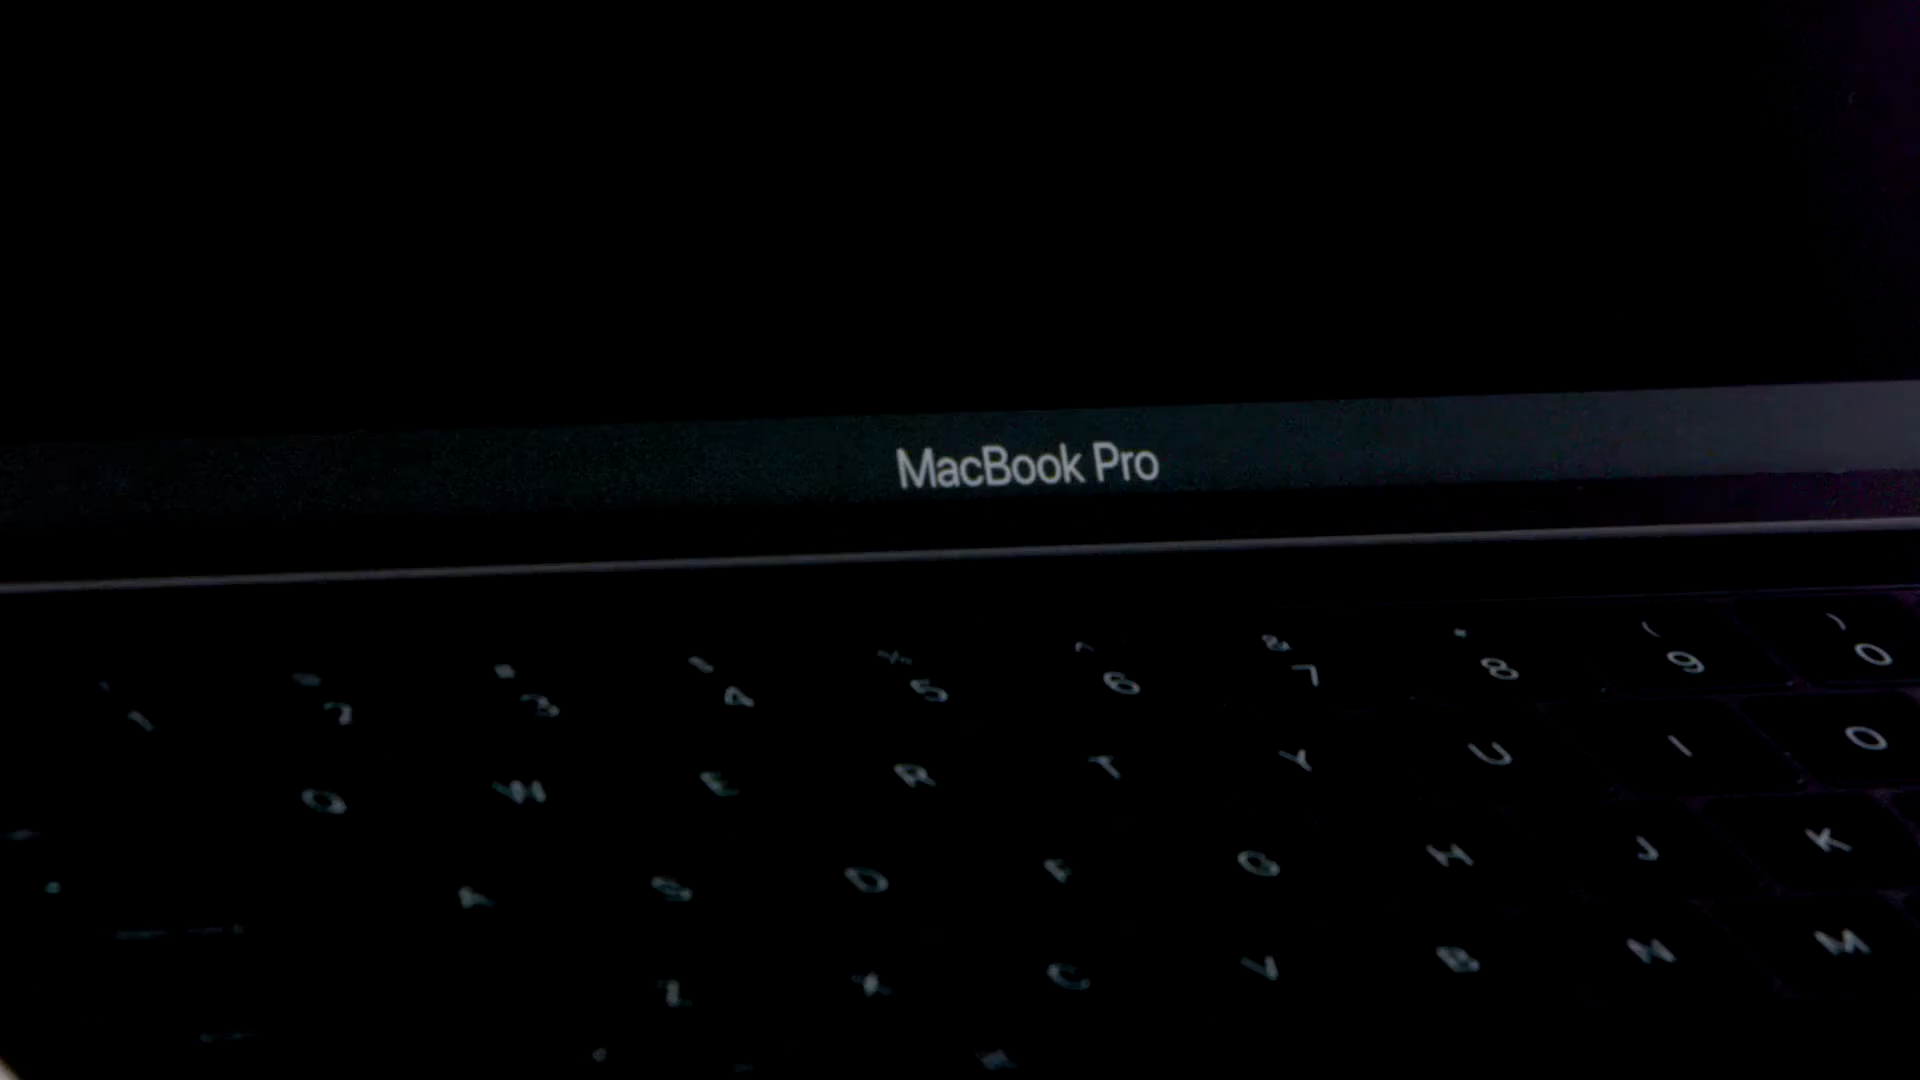 MacBook Pro
^ & * ( )
1 2 3 4 5 6 7 8 9 0
Q W E R T Y U I O
A S D F G H J K
Z X C V B N M